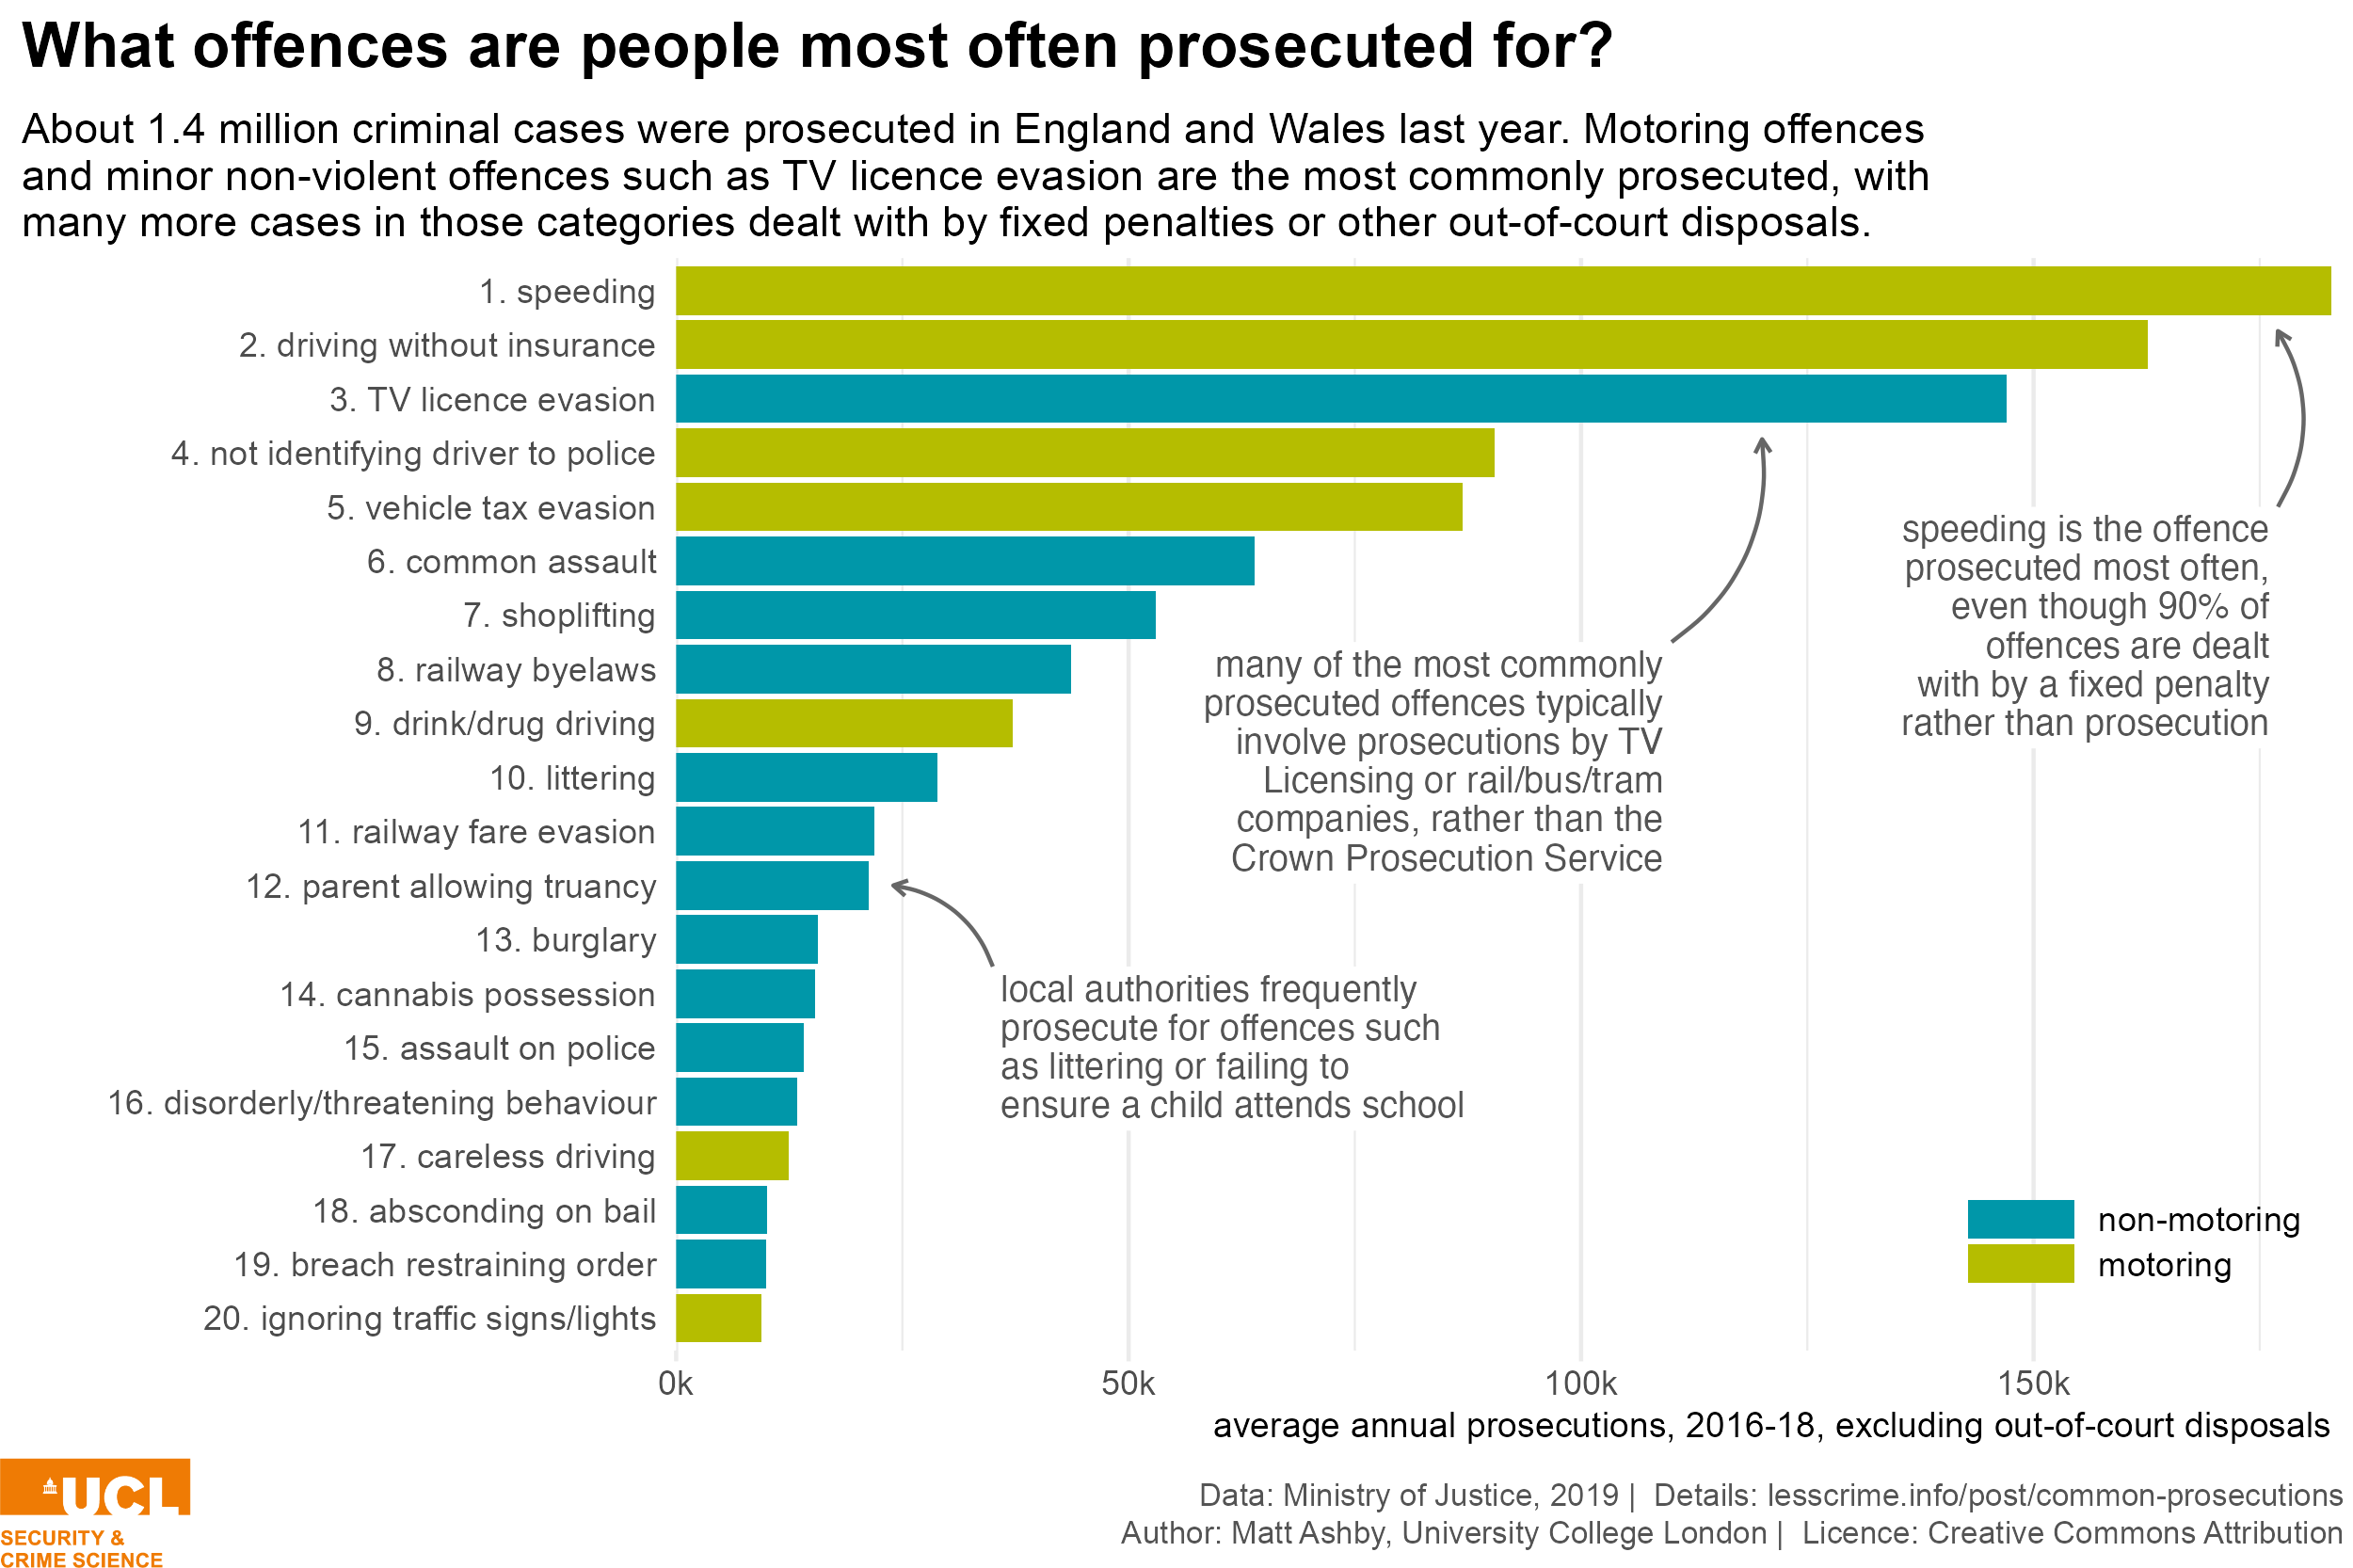 What offences are people most often prosecuted for?
About 1.4 million criminal cases were prosecuted in England and Wales last year. Motoring offences
and minor non-violent offences such as TV licence evasion are the most commonly prosecuted, with
many more cases in those categories dealt with by fixed penalties or other out-of-court disposals.
1. speeding
2. driving without insurance
3. TV licence evasion
4. not identifying driver to police
5. vehicle tax evasion
6. common assault
7. shoplifting
8. railway byelaws
9. drink/drug driving
10. littering
11. railway fare evasion
12. parent allowing truancy
13. burglary
14. cannabis possession
15. assault on police
16. disorderly/threatening behaviour
17. careless driving
18. absconding on bail
19. breach restraining order
20. ignoring traffic signs/lights
speeding is the offence
prosecuted most often,
even though 90% of
offences are dealt
with by a fixed penalty
rather than prosecution
many of the most commonly
prosecuted offences typically
involve prosecutions by TV
Licensing or rail/bus/tram
companies, rather than the
Crown Prosecution Service
local authorities frequently
prosecute for offences such
as littering or failing to
ensure a child attends school
non-motoring
motoring
0k
50k
100k
150k
average annual prosecutions, 2016-18, excluding out-of-court disposals
UCL
SECURITY &
CRIME SCIENCE
Data: Ministry of Justice, 2019 | Details: lesscrime.info/post/common-prosecutions
Author: Matt Ashby, University College London | Licence: Creative Commons Attribution